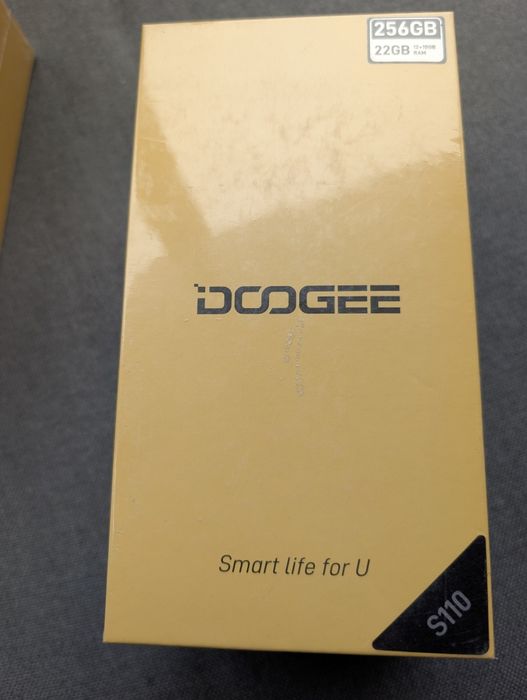 256GB
22GB 12+10GB
RAM
DOOGEE
Smart life for U
S110